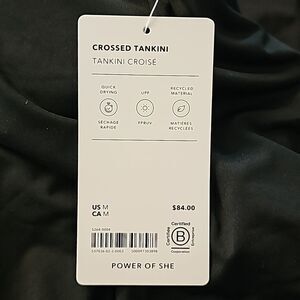 CROSSED TANKINI
TANKINI CROISÉ
QUICK DRYING
UPF
RECYCLED MATERIAL
SECHAGE RAPIDE
FPRUV
MATIÈRES RECYCLÉES
US M
CA M
$84.00
Certified
B
Corporation
POWER OF SHE